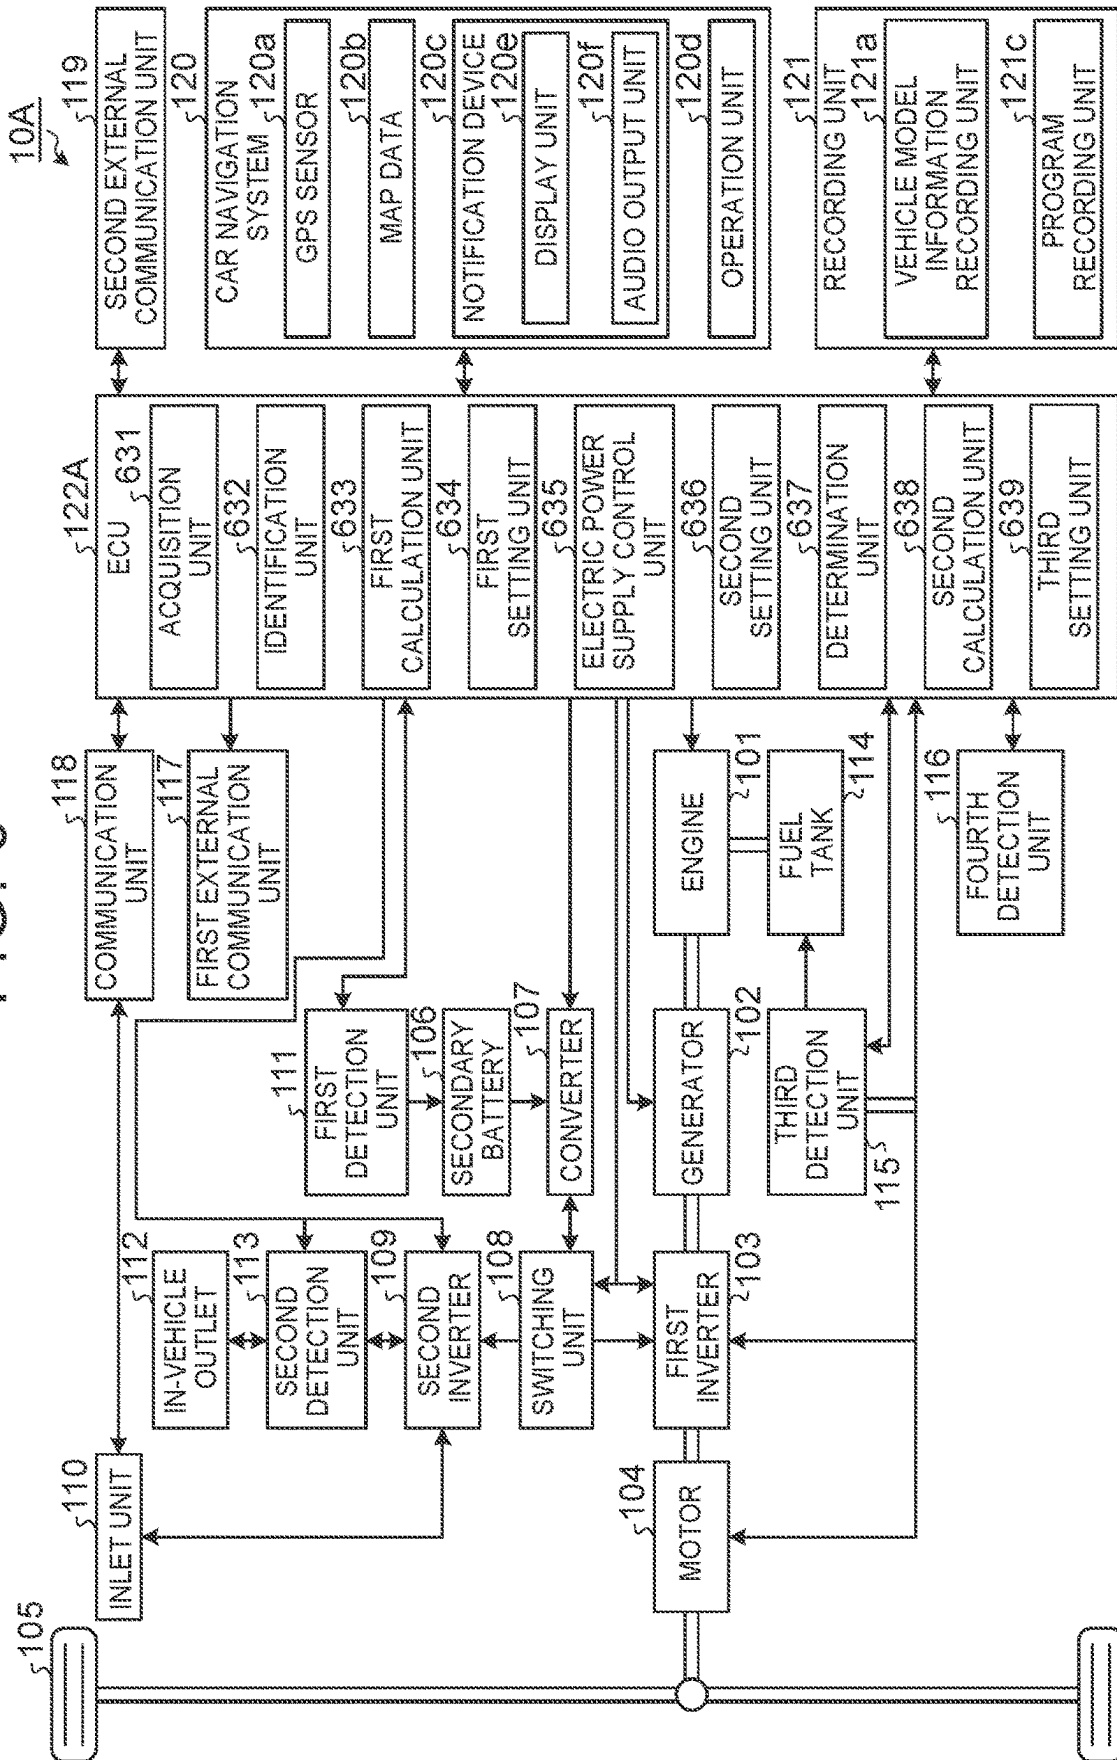 10A
105
110
INLET UNIT
112
IN-VEHICLE
OUTLET
113
SECOND
DETECTION
UNIT
109
SECOND
INVERTER
108
SWITCHING
UNIT
103
FIRST
INVERTER
104
MOTOR
111
FIRST
DETECTION
UNIT
106
SECONDARY
BATTERY
107
CONVERTER
102
GENERATOR
THIRD
DETECTION
UNIT
115
118
COMMUNICATION
UNIT
117
FIRST EXTERNAL
COMMUNICATION
UNIT
101
ENGINE
114
FUEL
TANK
116
FOURTH
DETECTION
UNIT
122A
ECU
631
ACQUISITION
UNIT
632
IDENTIFICATION
UNIT
633
FIRST
CALCULATION UNIT
634
FIRST
SETTING UNIT
635
ELECTRIC POWER
SUPPLY CONTROL
UNIT
636
SECOND
SETTING UNIT
637
DETERMINATION
UNIT
638
SECOND
CALCULATION UNIT
639
THIRD
SETTING UNIT
119
SECOND EXTERNAL
COMMUNICATION UNIT
120
CAR NAVIGATION
SYSTEM
120a
GPS SENSOR
120b
MAP DATA
120c
NOTIFICATION DEVICE
120e
DISPLAY UNIT
120f
AUDIO OUTPUT UNIT
120d
OPERATION UNIT
121
RECORDING UNIT
121a
VEHICLE MODEL
INFORMATION
RECORDING UNIT
121c
PROGRAM
RECORDING UNIT